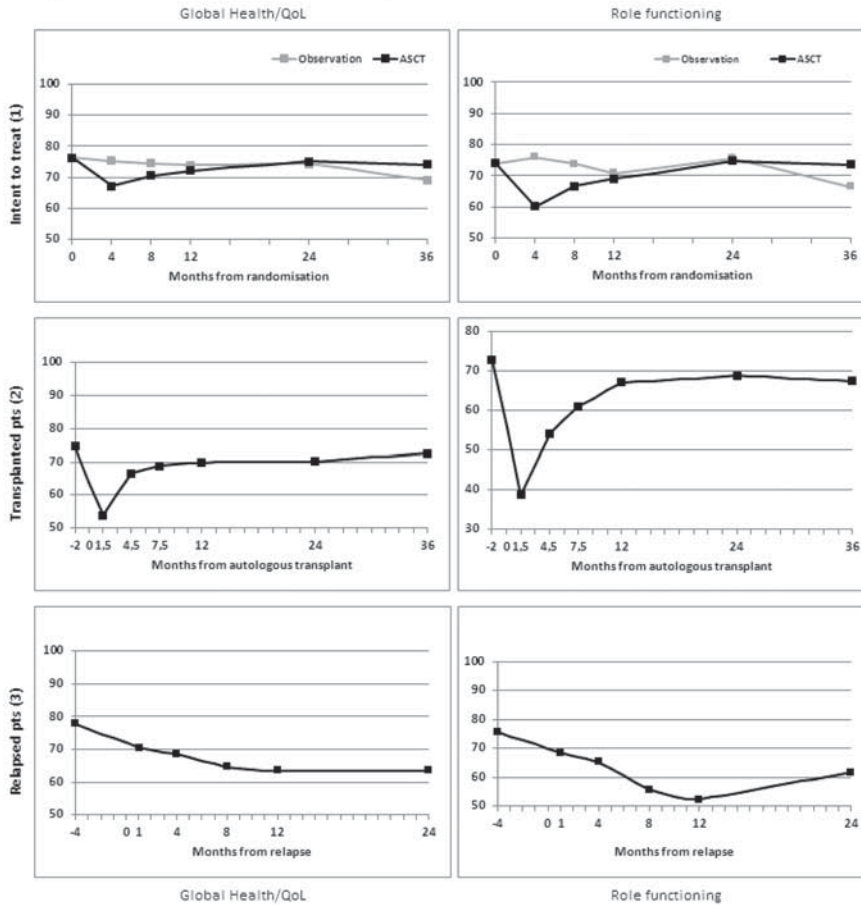 Global Health/QoL
Role functioning
Intent to treat (1)
Observation ASCT
100
90
80
70
60
50
0 4 8 12 24 36
Months from randomisation
Observation ASCT
100
90
80
70
60
50
0 4 8 12 24 36
Months from randomisation
Transplanted pts (2)
100
90
80
70
60
50
-2 0 1,5 4,5 7,5 12 24 36
Months from autologous transplant
80
70
60
50
40
30
-2 0 1,5 4,5 7,5 12 24 36
Months from autologous transplant
Relapsed pts (3)
100
90
80
70
60
50
-4 0 1 4 8 12 24
Months from relapse
100
90
80
70
60
50
-4 0 1 4 8 12 24
Months from relapse
Global Health/QoL
Role functioning